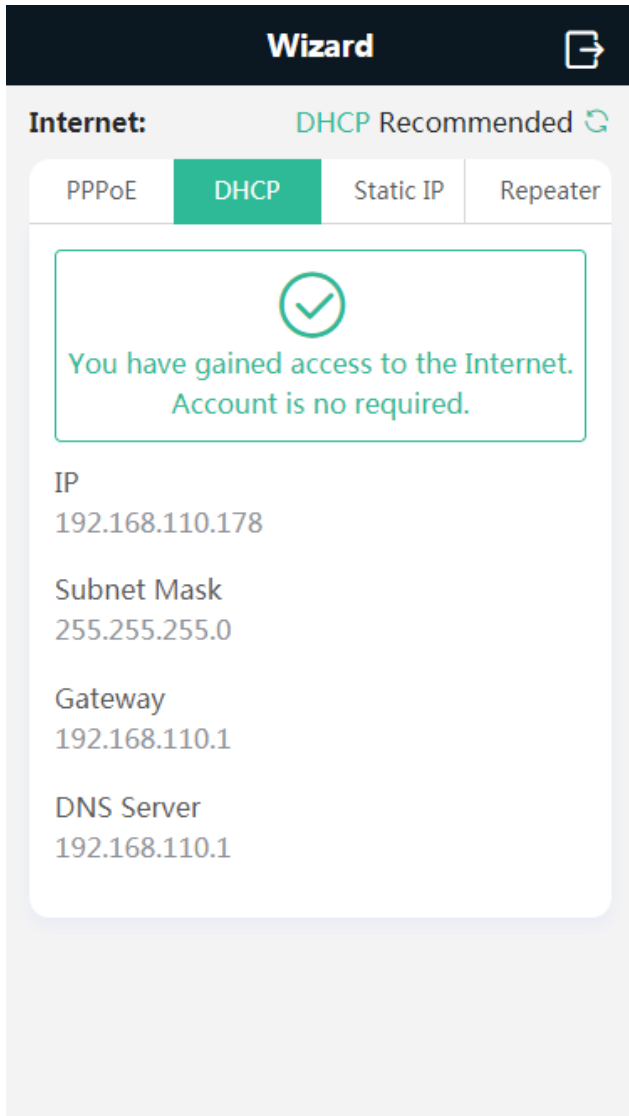 Wizard
Internet: DHCP Recommended
PPPoE DHCP Static IP Repeater
You have gained access to the Internet.
Account is no required.
IP
192.168.110.178
Subnet Mask
255.255.255.0
Gateway
192.168.110.1
DNS Server
192.168.110.1